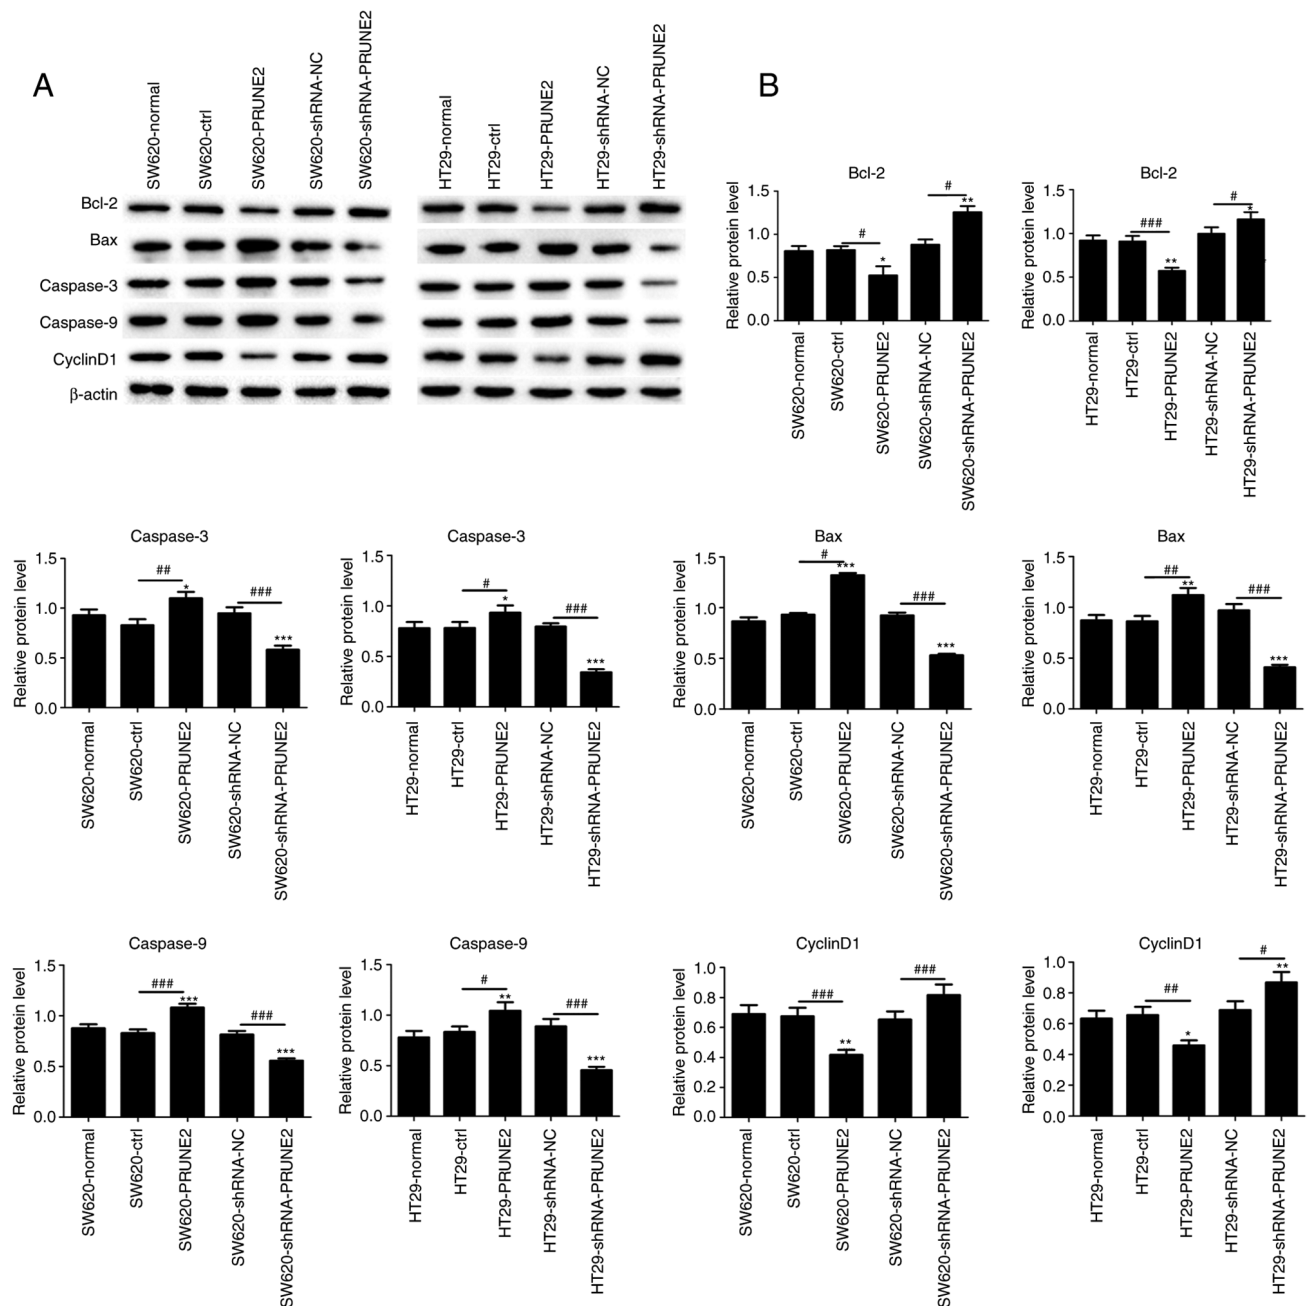 A
SW620-normal
SW620-ctrl
SW620-PRUNE2
SW620-shRNA-NC
SW620-shRNA-PRUNE2
HT29-normal
HT29-ctrl
HT29-PRUNE2
HT29-shRNA-NC
HT29-shRNA-PRUNE2
Bcl-2
Bax
Caspase-3
Caspase-9
CyclinD1
β-actin
B
Bcl-2
Relative protein level
1.5
1.0
0.5
0.0
#
*
#
**
SW620-normal
SW620-ctrl
SW620-PRUNE2
SW620-shRNA-NC
SW620-shRNA-PRUNE2
Bcl-2
Relative protein level
1.5
1.0
0.5
0.0
###
**
#
*
HT29-normal
HT29-ctrl
HT29-PRUNE2
HT29-shRNA-NC
HT29-shRNA-PRUNE2
Caspase-3
Relative protein level
1.5
1.0
0.5
0.0
##
*
###
***
SW620-normal
SW620-ctrl
SW620-PRUNE2
SW620-shRNA-NC
SW620-shRNA-PRUNE2
Caspase-3
Relative protein level
1.5
1.0
0.5
0.0
#
*
###
***
HT29-normal
HT29-ctrl
HT29-PRUNE2
HT29-shRNA-NC
HT29-shRNA-PRUNE2
Bax
Relative protein level
1.5
1.0
0.5
0.0
#
***
###
***
SW620-normal
SW620-ctrl
SW620-PRUNE2
SW620-shRNA-NC
SW620-shRNA-PRUNE2
Bax
Relative protein level
1.5
1.0
0.5
0.0
##
**
###
***
HT29-normal
HT29-ctrl
HT29-PRUNE2
HT29-shRNA-NC
HT29-shRNA-PRUNE2
Caspase-9
Relative protein level
1.5
1.0
0.5
0.0
###
***
###
***
SW620-normal
SW620-ctrl
SW620-PRUNE2
SW620-shRNA-NC
SW620-shRNA-PRUNE2
Caspase-9
Relative protein level
1.5
1.0
0.5
0.0
#
**
###
***
HT29-normal
HT29-ctrl
HT29-PRUNE2
HT29-shRNA-NC
HT29-shRNA-PRUNE2
CyclinD1
Relative protein level
1.0
0.8
0.6
0.4
0.2
0.0
###
**
###
SW620-normal
SW620-ctrl
SW620-PRUNE2
SW620-shRNA-NC
SW620-shRNA-PRUNE2
CyclinD1
Relative protein level
1.0
0.8
0.6
0.4
0.2
0.0
##
*
#
**
HT29-normal
HT29-ctrl
HT29-PRUNE2
HT29-shRNA-NC
HT29-shRNA-PRUNE2